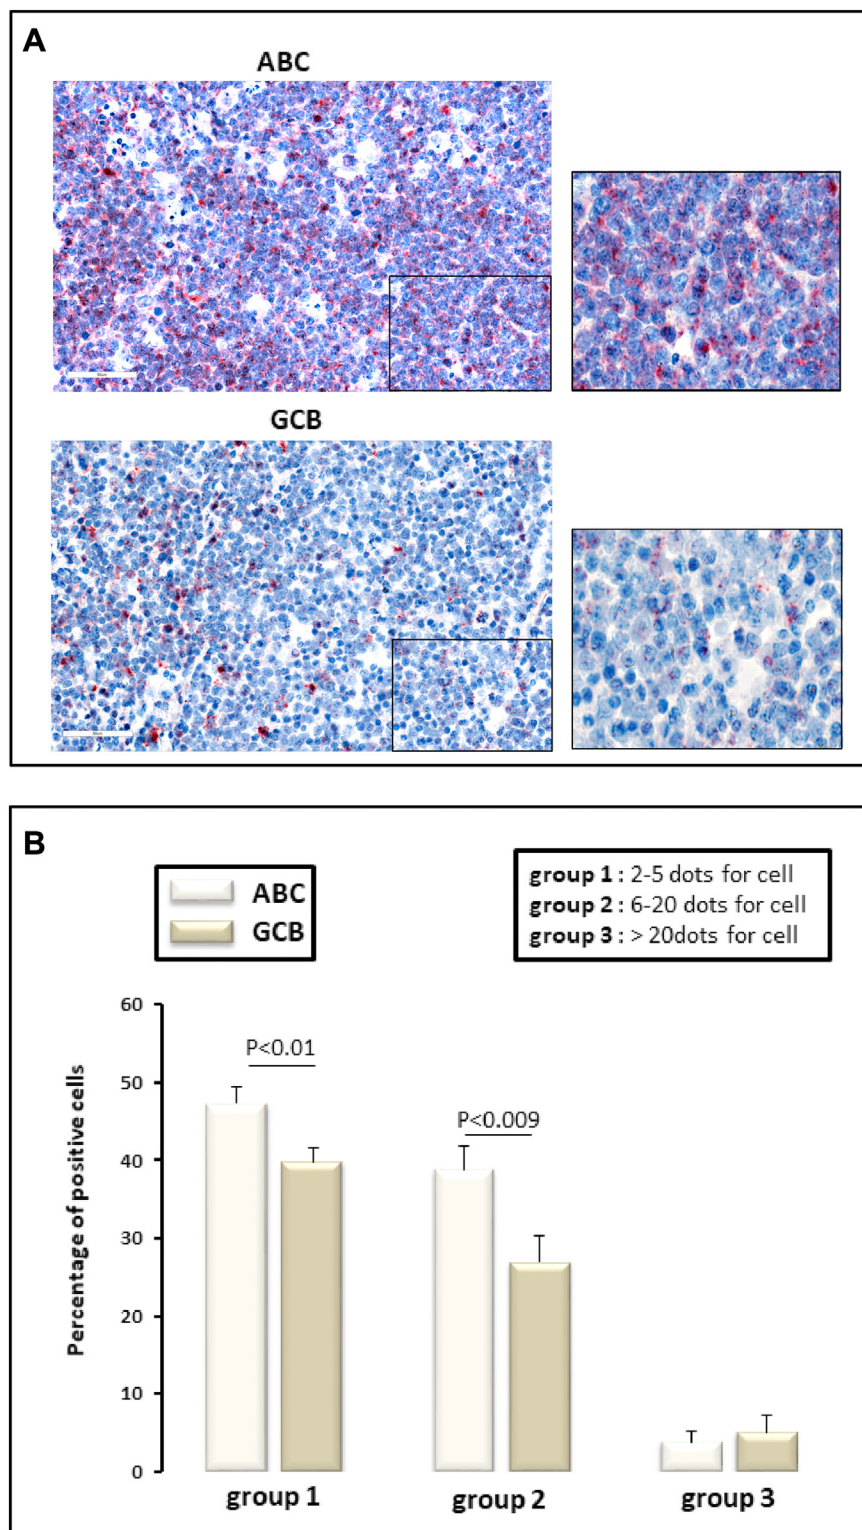 A
ABC
GCB
B
ABC
GCB
group 1 : 2-5 dots for cell
group 2 : 6-20 dots for cell
group 3 : > 20dots for cell
Percentage of positive cells
60
50
40
30
20
10
0
P<0.01
P<0.009
group 1
group 2
group 3